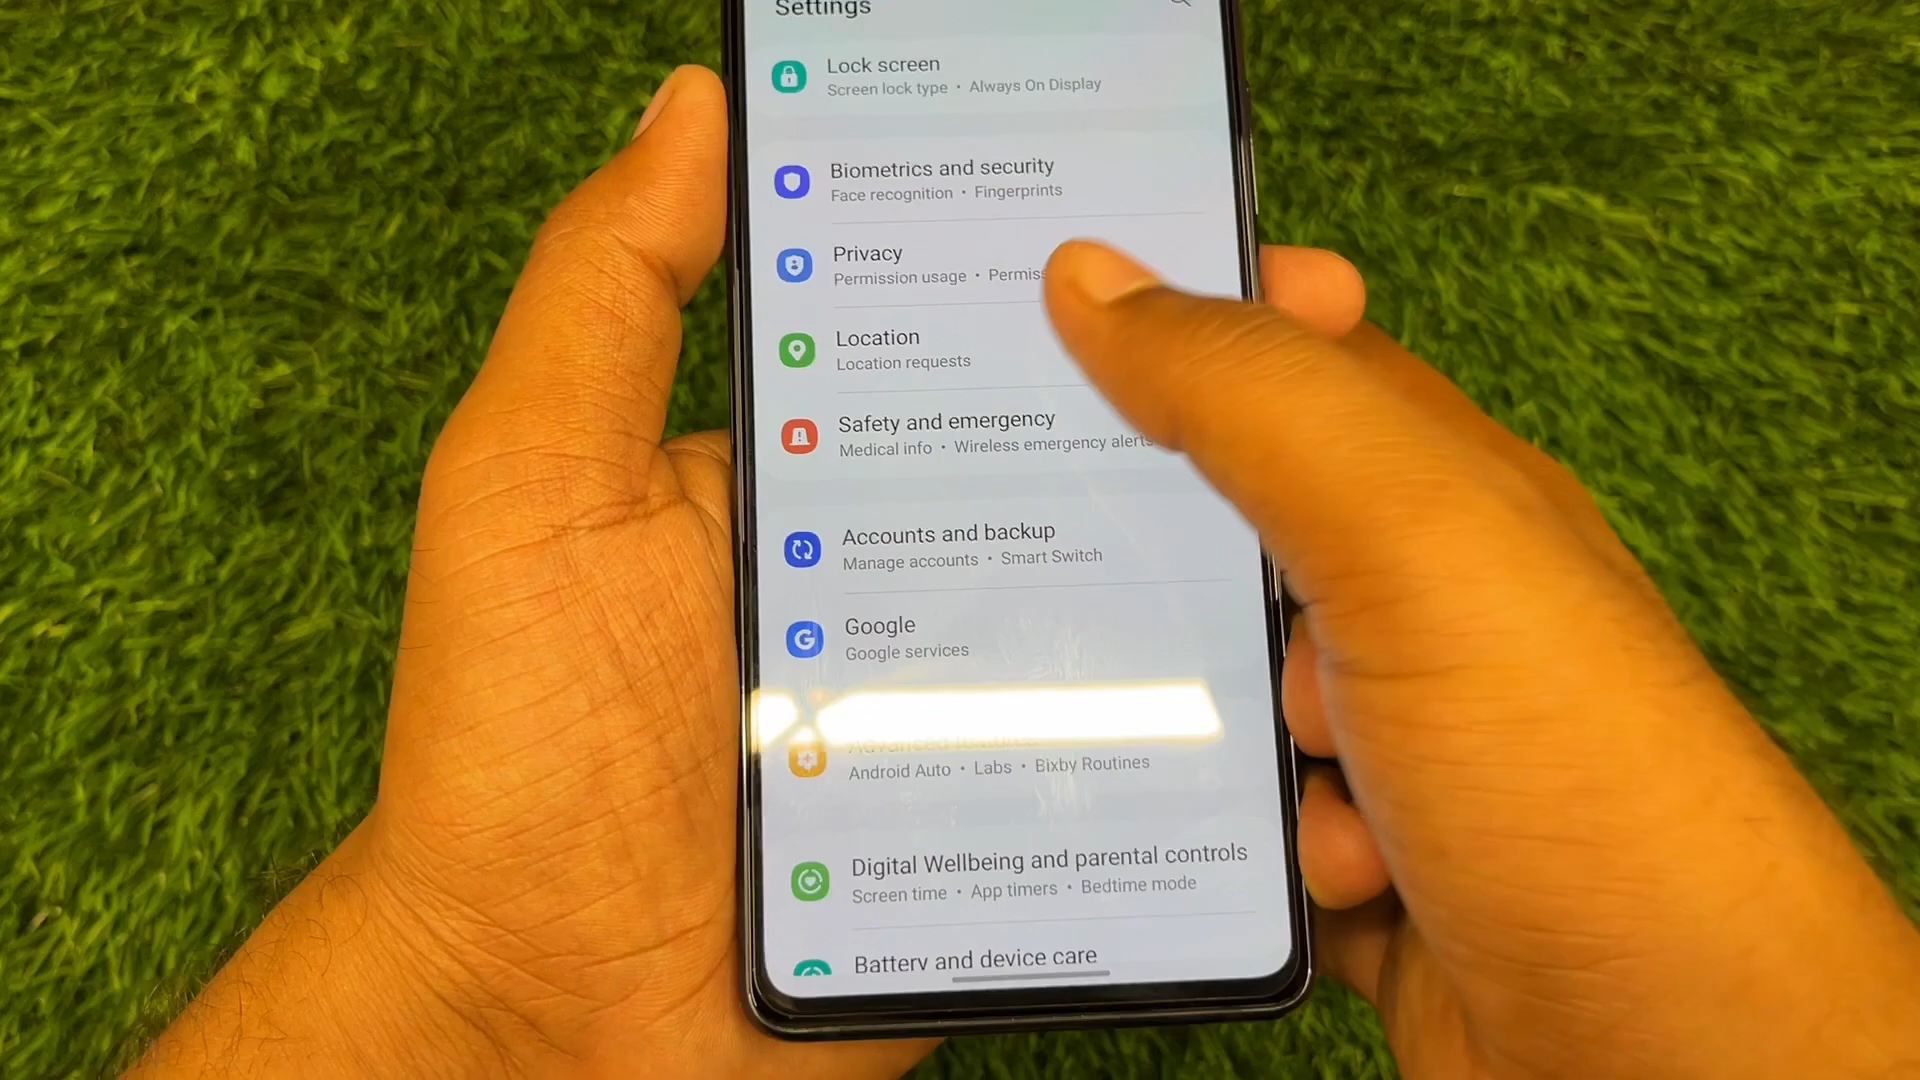 Settings
Lock screen
Screen lock type • Always On Display
Biometrics and security
Face recognition • Fingerprints
Privacy
Permission usage • Permiss
Location
Location requests
Safety and emergency
Medical info • Wireless emergency alerts
Accounts and backup
Manage accounts • Smart Switch
Google
Google services
Advanced features
Android Auto • Labs • Bixby Routines
Digital Wellbeing and parental controls
Screen time • App timers • Bedtime mode
Battery and device care